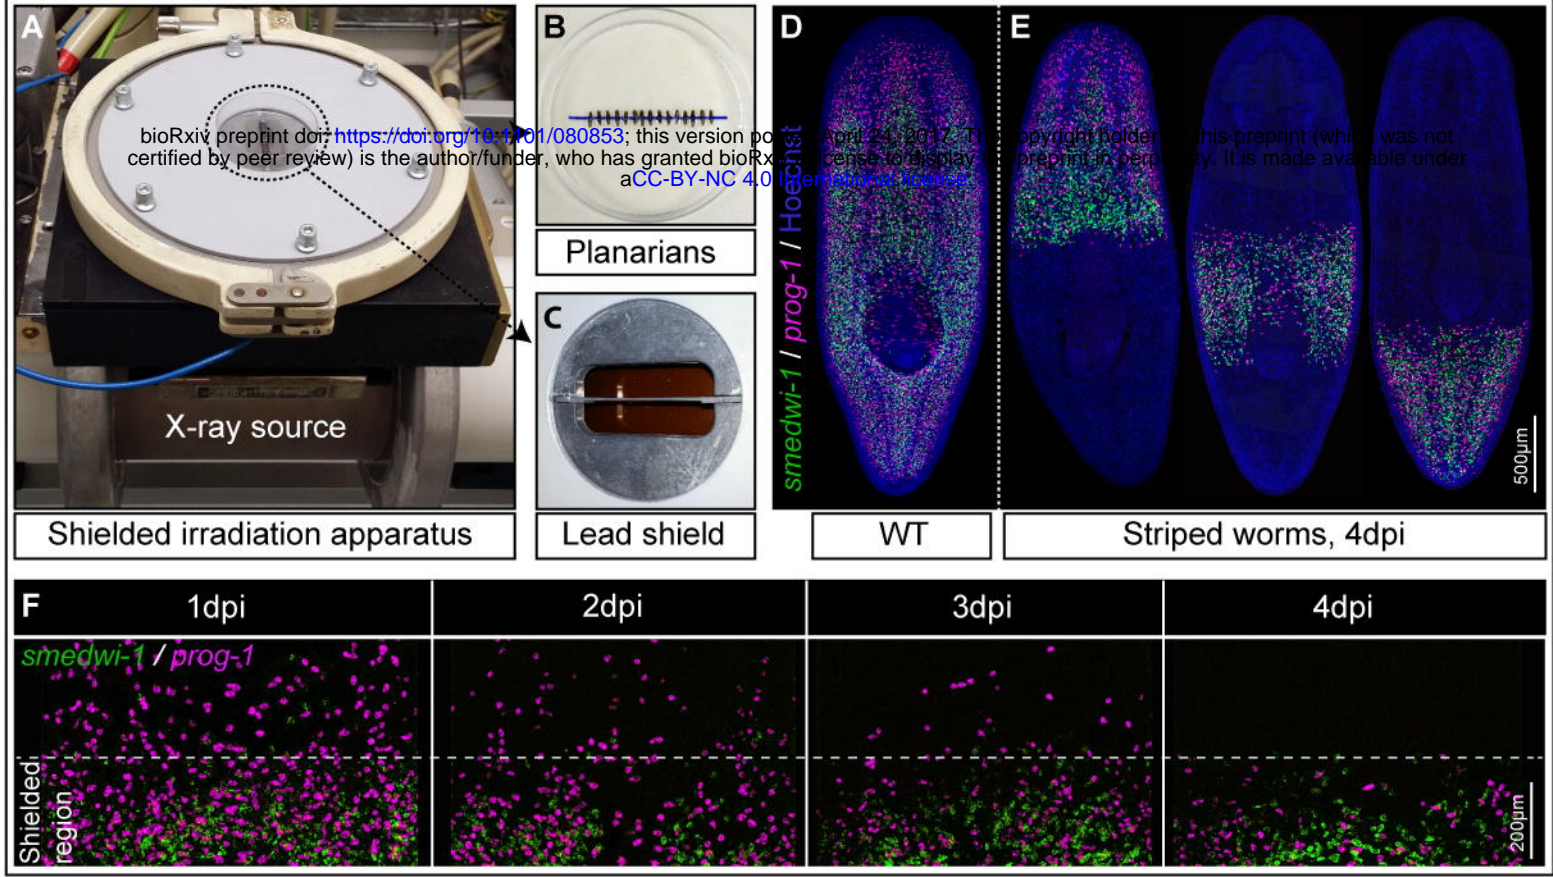 A
B
C
D
E
F
bioRxiv preprint doi: https://doi.org/10.1101/080853; this version posted April 24, 2017. The copyright holder for this preprint (which was not
certified by peer review) is the author/funder, who has granted bioRxiv a license to display the preprint in perpetuity. It is made available under
aCC-BY-NC 4.0 International license.
X-ray source
Shielded irradiation apparatus
Planarians
Lead shield
smedwi-1 / prog-1 / Hoechst
500µm
WT
Striped worms, 4dpi
1dpi
2dpi
3dpi
4dpi
smedwi-1 / prog-1
Shielded
region
200µm